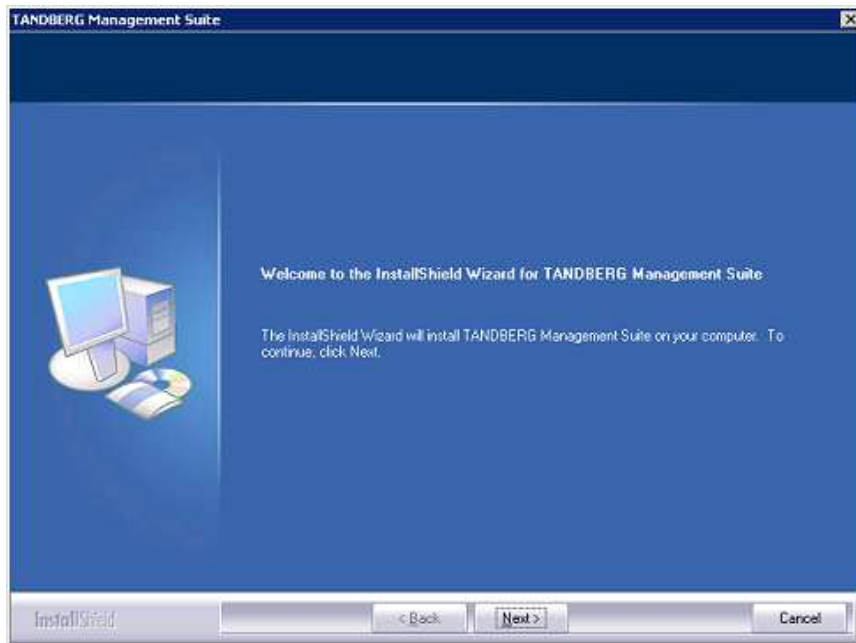 TANDBERG Management Suite
Welcome to the InstallShield Wizard for TANDBERG Management Suite
The InstallShield Wizard will install TANDBERG Management Suite on your computer. To
continue, click Next.
InstallShield
< Back
Next >
Cancel